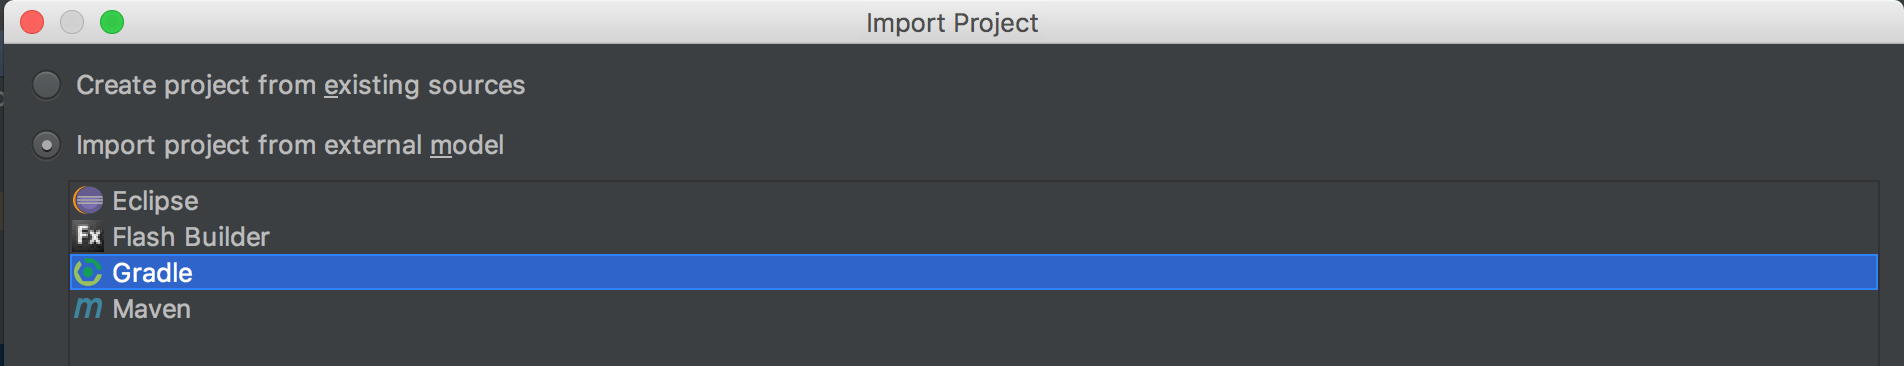 Import Project
Create project from existing sources
Import project from external model
Eclipse
Fx Flash Builder
Gradle
m Maven